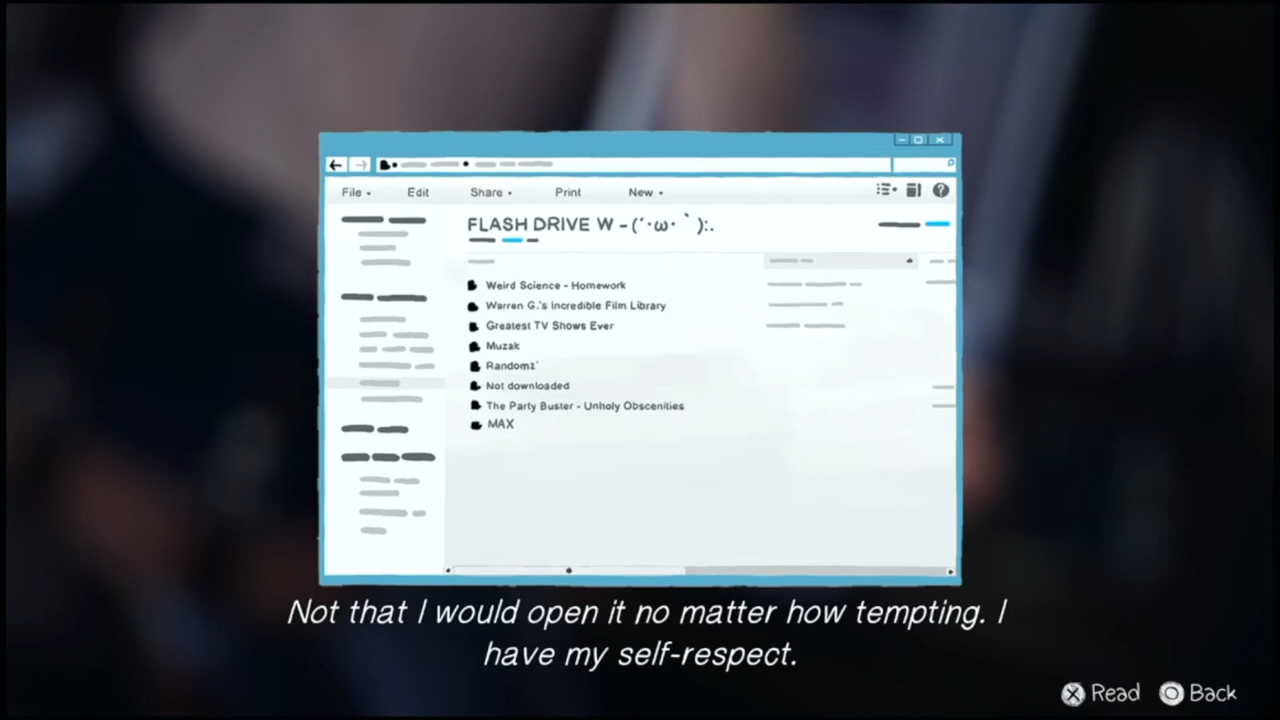 File Edit Share Print New
FLASH DRIVE W -(´･ω･`):.
Weird Science - Homework
Warren G.'s Incredible Film Library
Greatest TV Shows Ever
Muzak
Randomz'
Not downloaded
The Party Buster - Unholy Obscenities
MAX
Not that I would open it no matter how tempting. I
have my self-respect.
Read Back